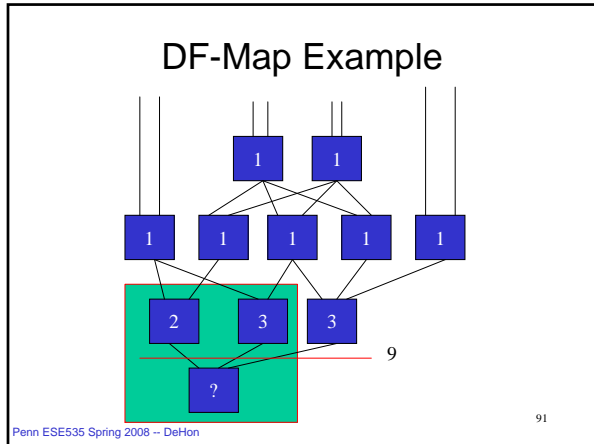 DF-Map Example
1 1
1 1 1 1 1
2 3 3
9
?
91
Penn ESE535 Spring 2008 -- DeHon